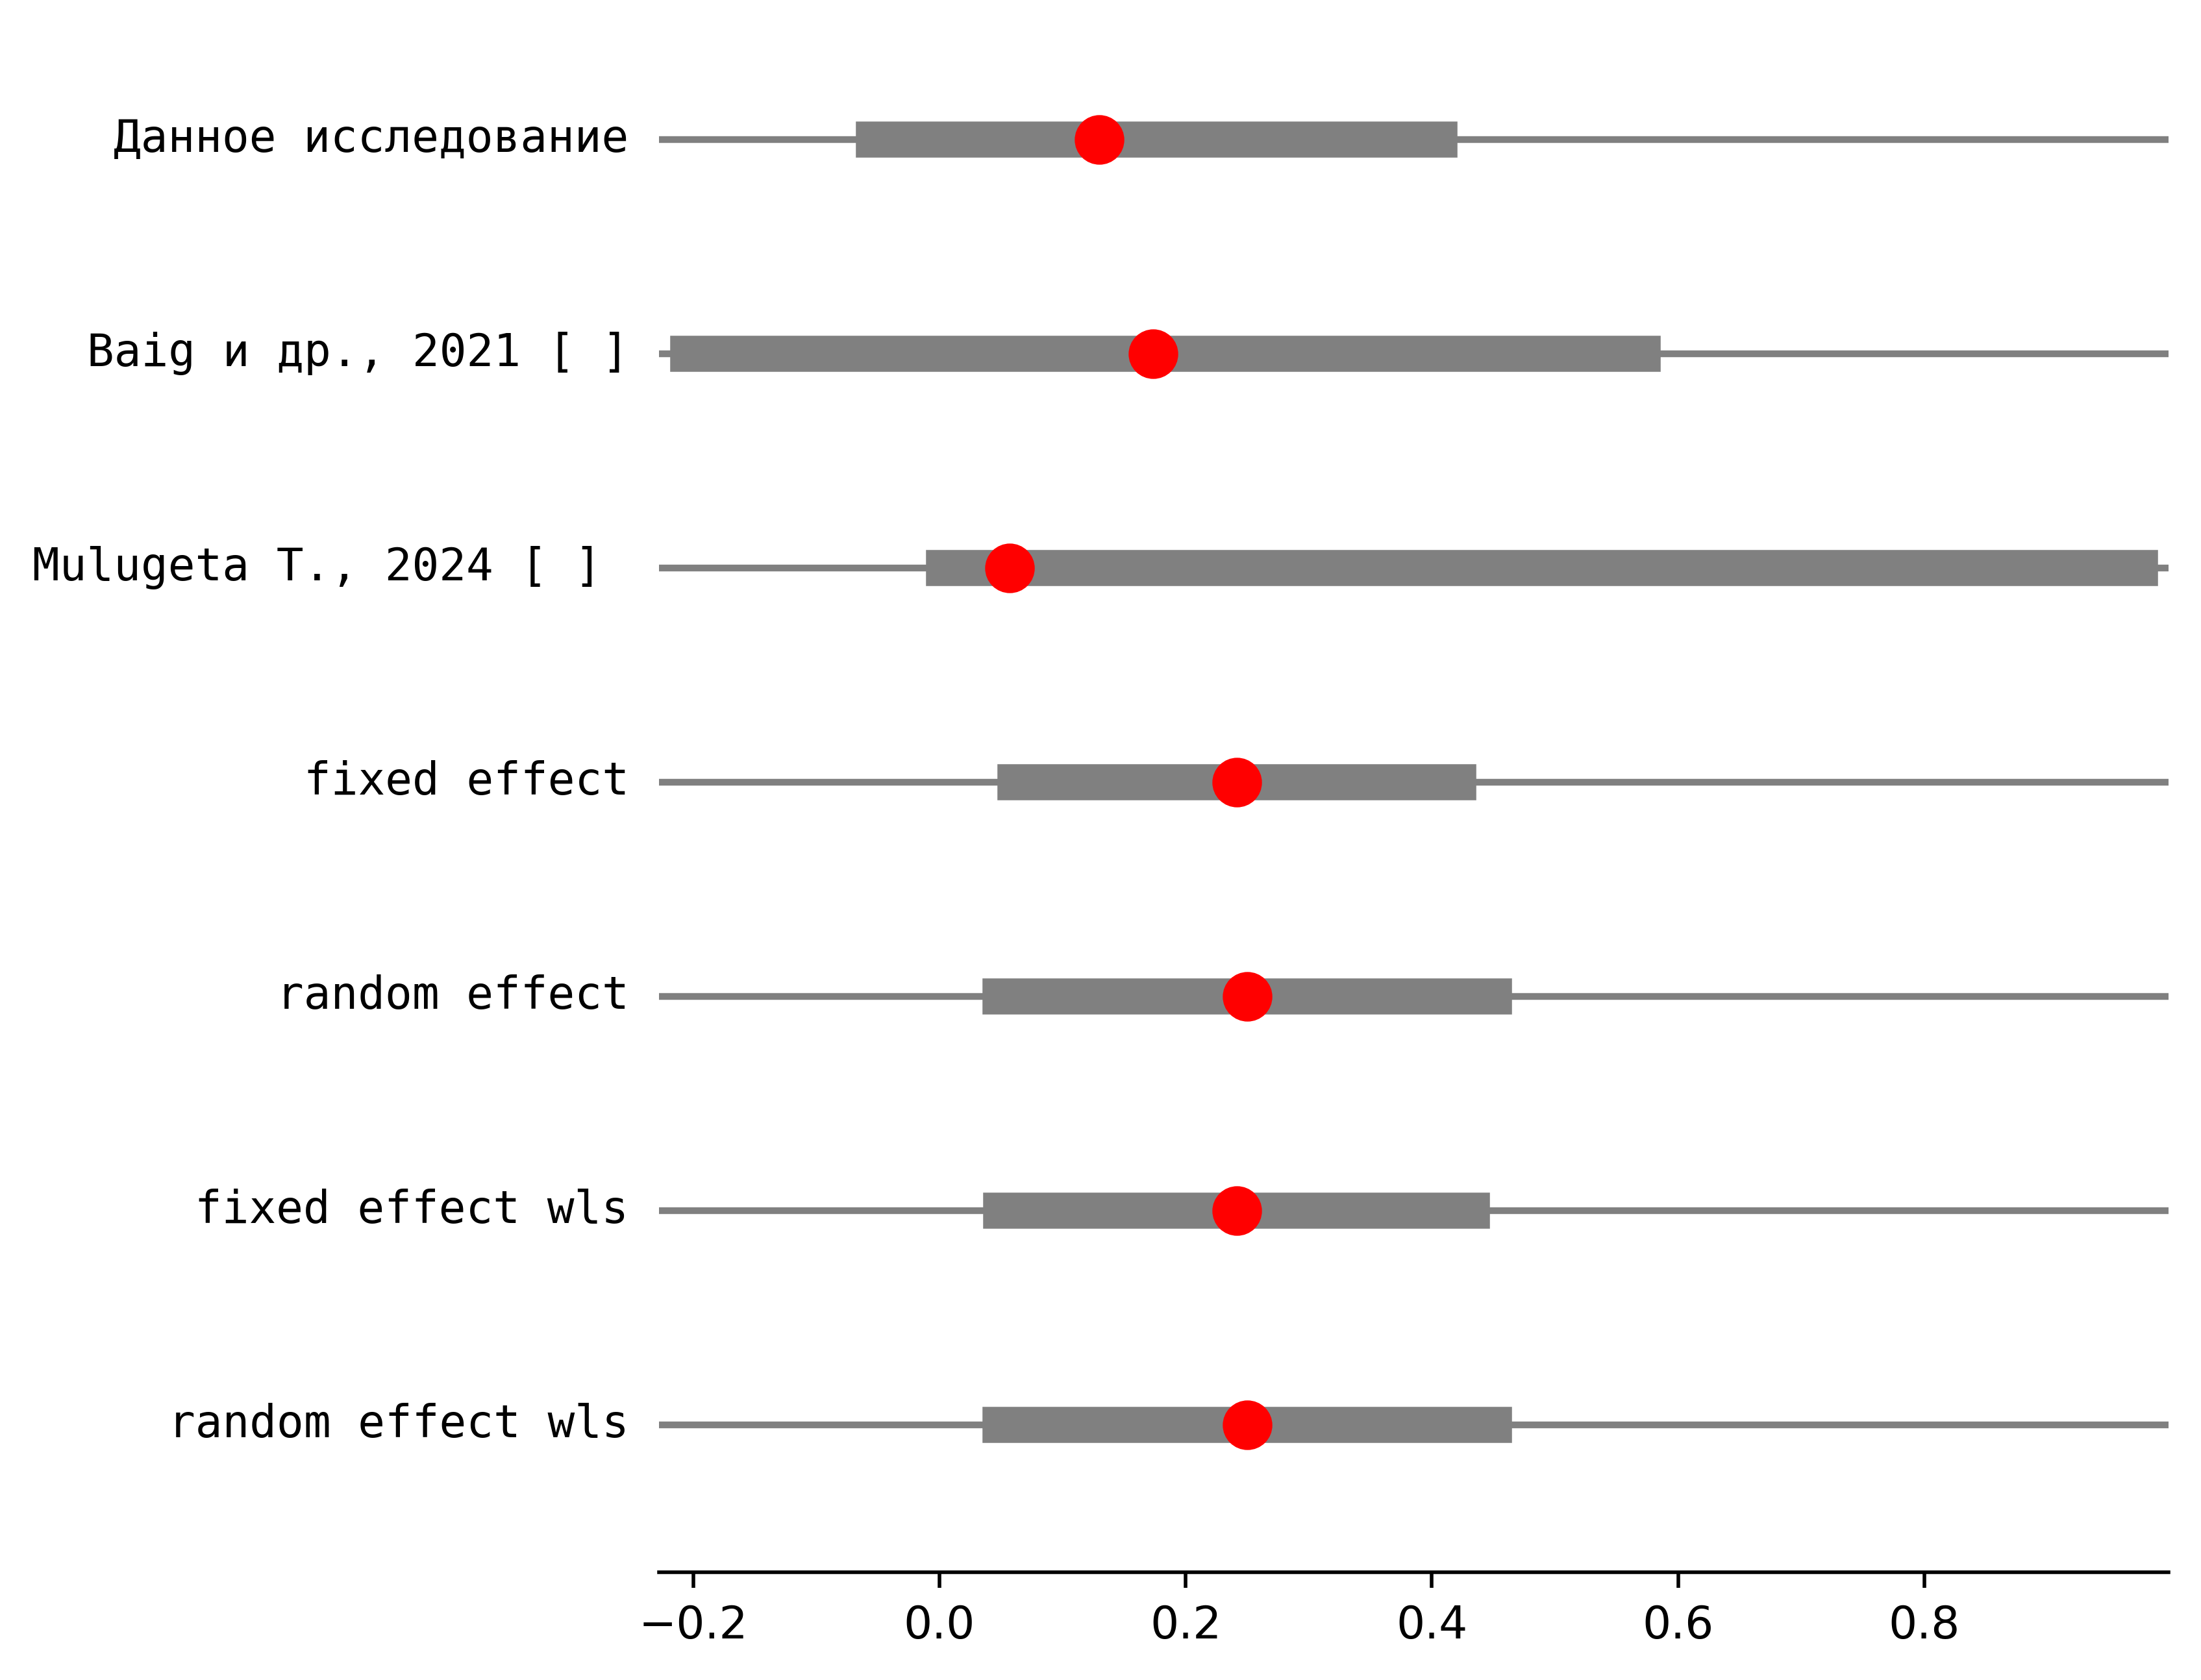 Данное исследование
Baig и др., 2021 [ ]
Mulugeta T., 2024 [ ]
fixed effect
random effect
fixed effect wls
random effect wls
−0.2 0.0 0.2 0.4 0.6 0.8